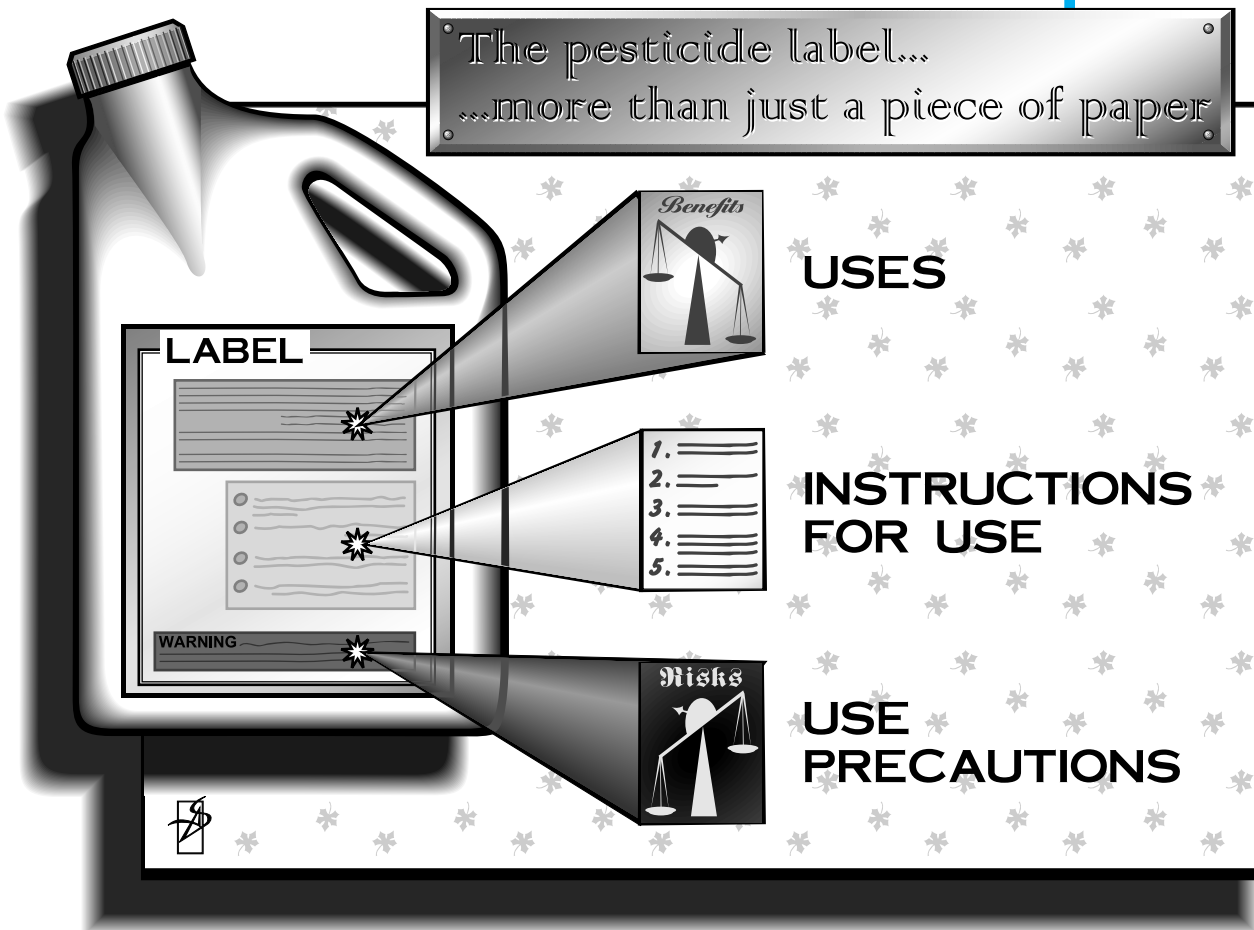 The pesticide label...
...more than just a piece of paper
LABEL
WARNING
Benefits
USES
1.
2.
3.
4.
5.
INSTRUCTIONS
FOR USE
Risks
USE
PRECAUTIONS